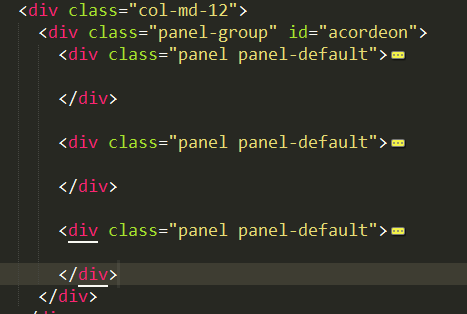 <div class="col-md-12">
<div class="panel-group" id="acordeon">
<div class="panel panel-default">
</div>
<div class="panel panel-default">
</div>
<div class="panel panel-default">
</div>
</div>